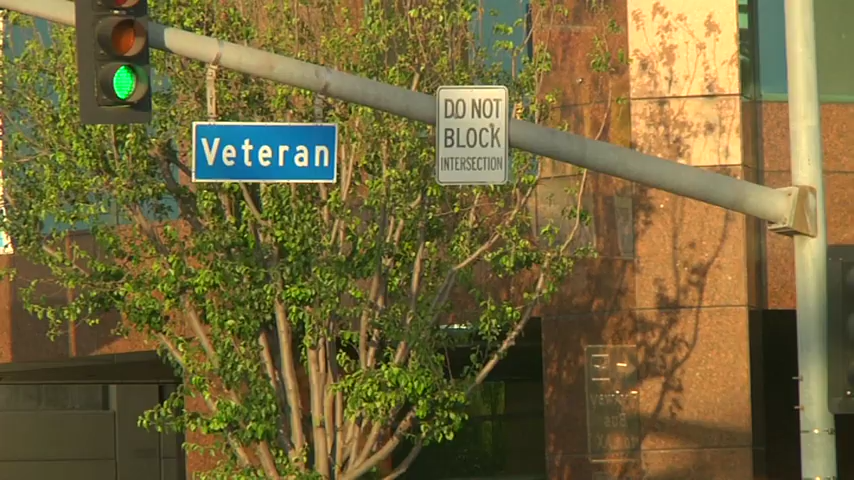 Veteran
DO NOT
BLOCK
INTERSECTION